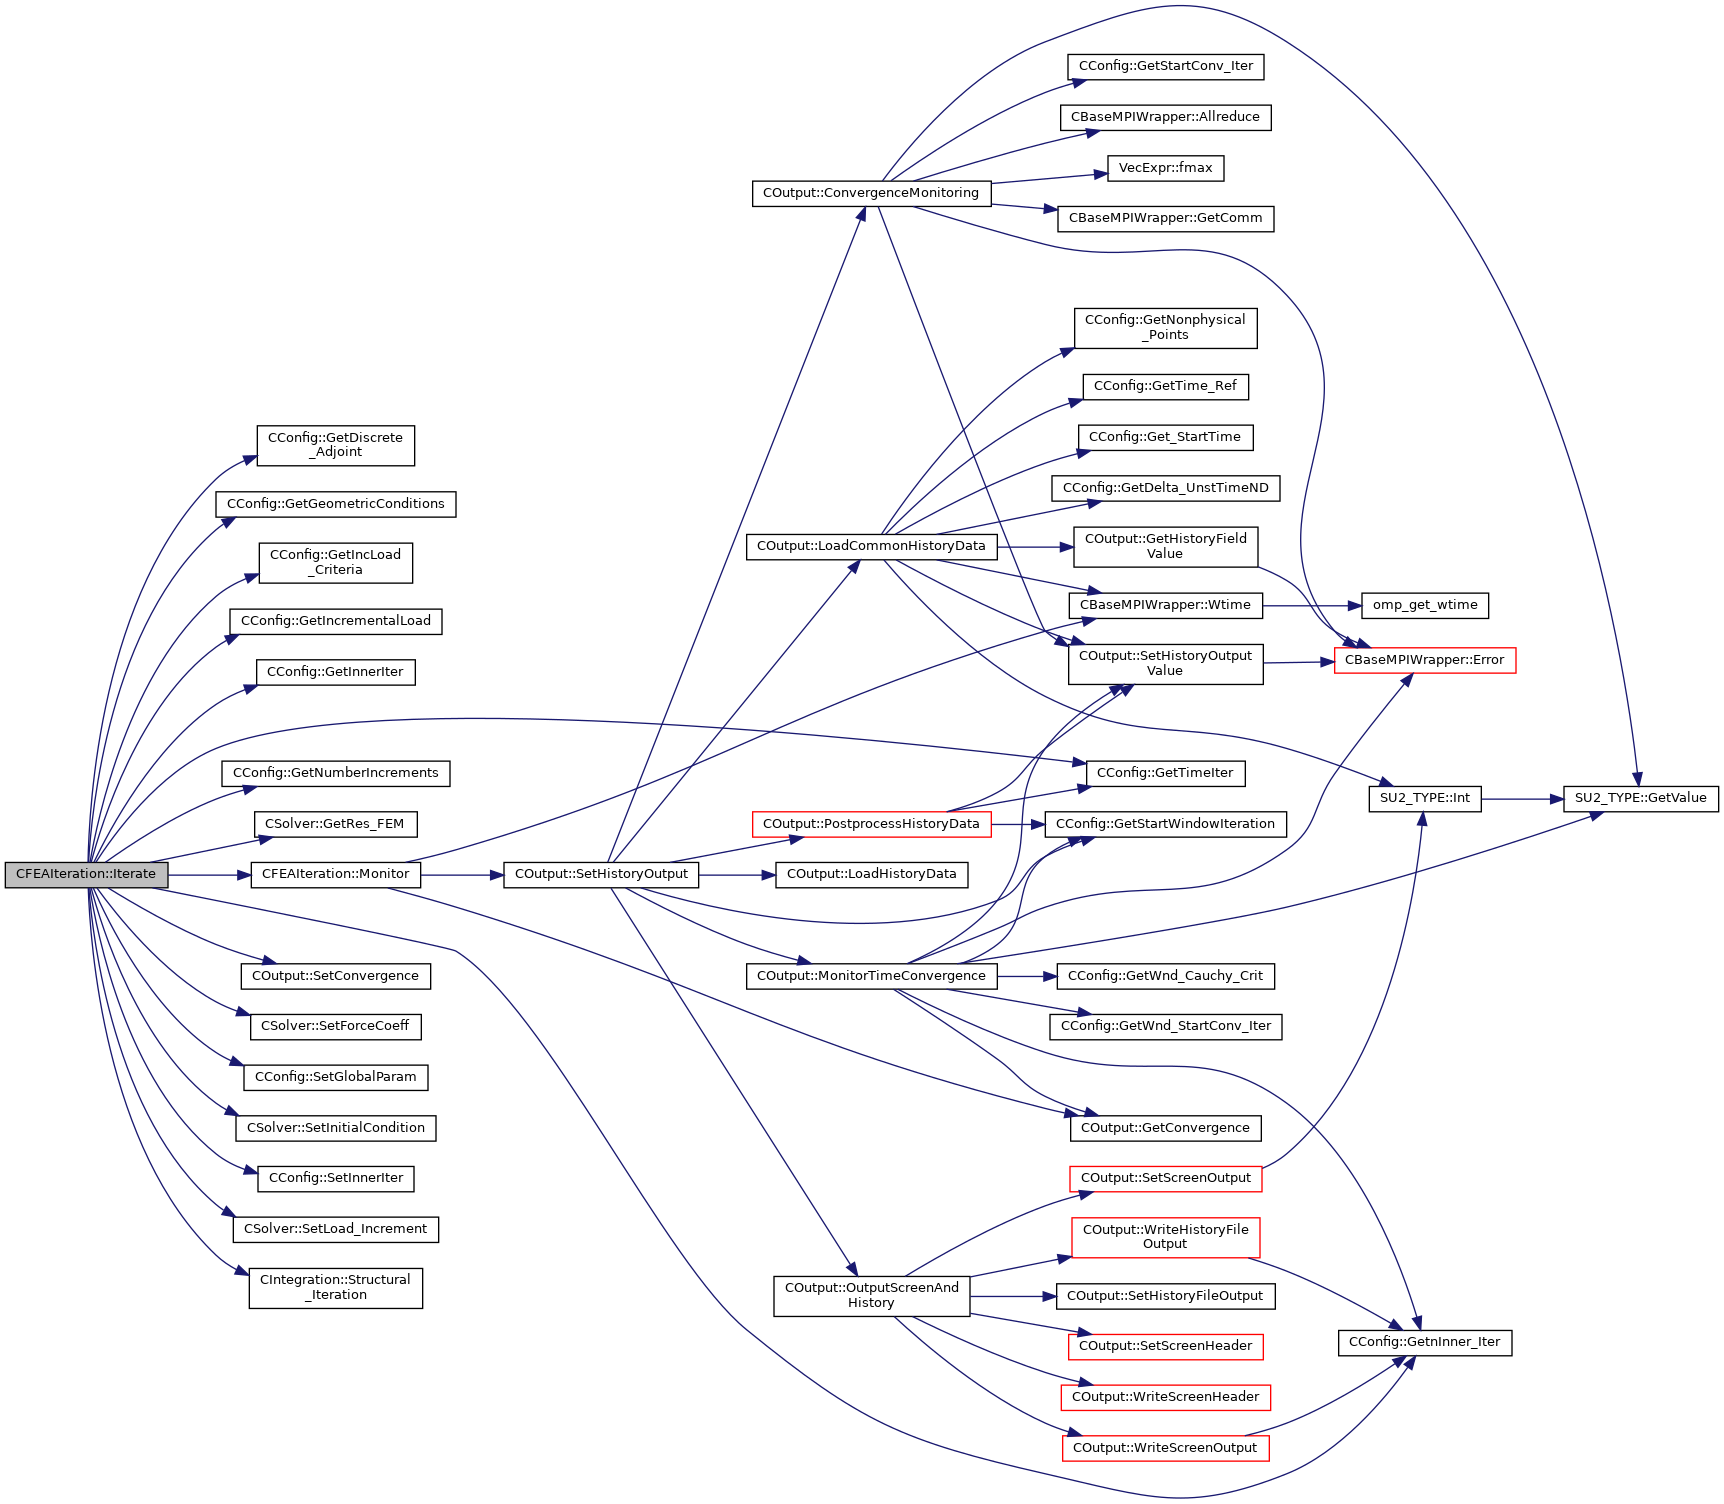 CFEAIteration::Iterate
CConfig::GetDiscrete
_Adjoint
CConfig::GetGeometricConditions
CConfig::GetIncLoad
_Criteria
CConfig::GetIncrementalLoad
CConfig::GetInnerIter
CConfig::GetNumberIncrements
CSolver::GetRes_FEM
CFEAIteration::Monitor
COutput::SetConvergence
CSolver::SetForceCoeff
CConfig::SetGlobalParam
CSolver::SetInitialCondition
CConfig::SetInnerIter
CSolver::SetLoad_Increment
CIntegration::Structural
_Iteration
COutput::SetHistoryOutput
COutput::ConvergenceMonitoring
COutput::LoadCommonHistoryData
COutput::PostprocessHistoryData
COutput::LoadHistoryData
COutput::MonitorTimeConvergence
COutput::OutputScreenAnd
History
CConfig::GetStartConv_Iter
CBaseMPIWrapper::Allreduce
VecExpr::fmax
CBaseMPIWrapper::GetComm
CConfig::GetNonphysical
_Points
CConfig::GetTime_Ref
CConfig::Get_StartTime
CConfig::GetDelta_UnstTimeND
COutput::GetHistoryField
Value
CBaseMPIWrapper::Wtime
COutput::SetHistoryOutput
Value
CConfig::GetTimeIter
CConfig::GetStartWindowIteration
CConfig::GetWnd_Cauchy_Crit
CConfig::GetWnd_StartConv_Iter
COutput::GetConvergence
COutput::SetScreenOutput
COutput::WriteHistoryFile
Output
COutput::SetHistoryFileOutput
COutput::SetScreenHeader
COutput::WriteScreenHeader
COutput::WriteScreenOutput
omp_get_wtime
CBaseMPIWrapper::Error
SU2_TYPE::Int
CConfig::GetnInner_Iter
SU2_TYPE::GetValue